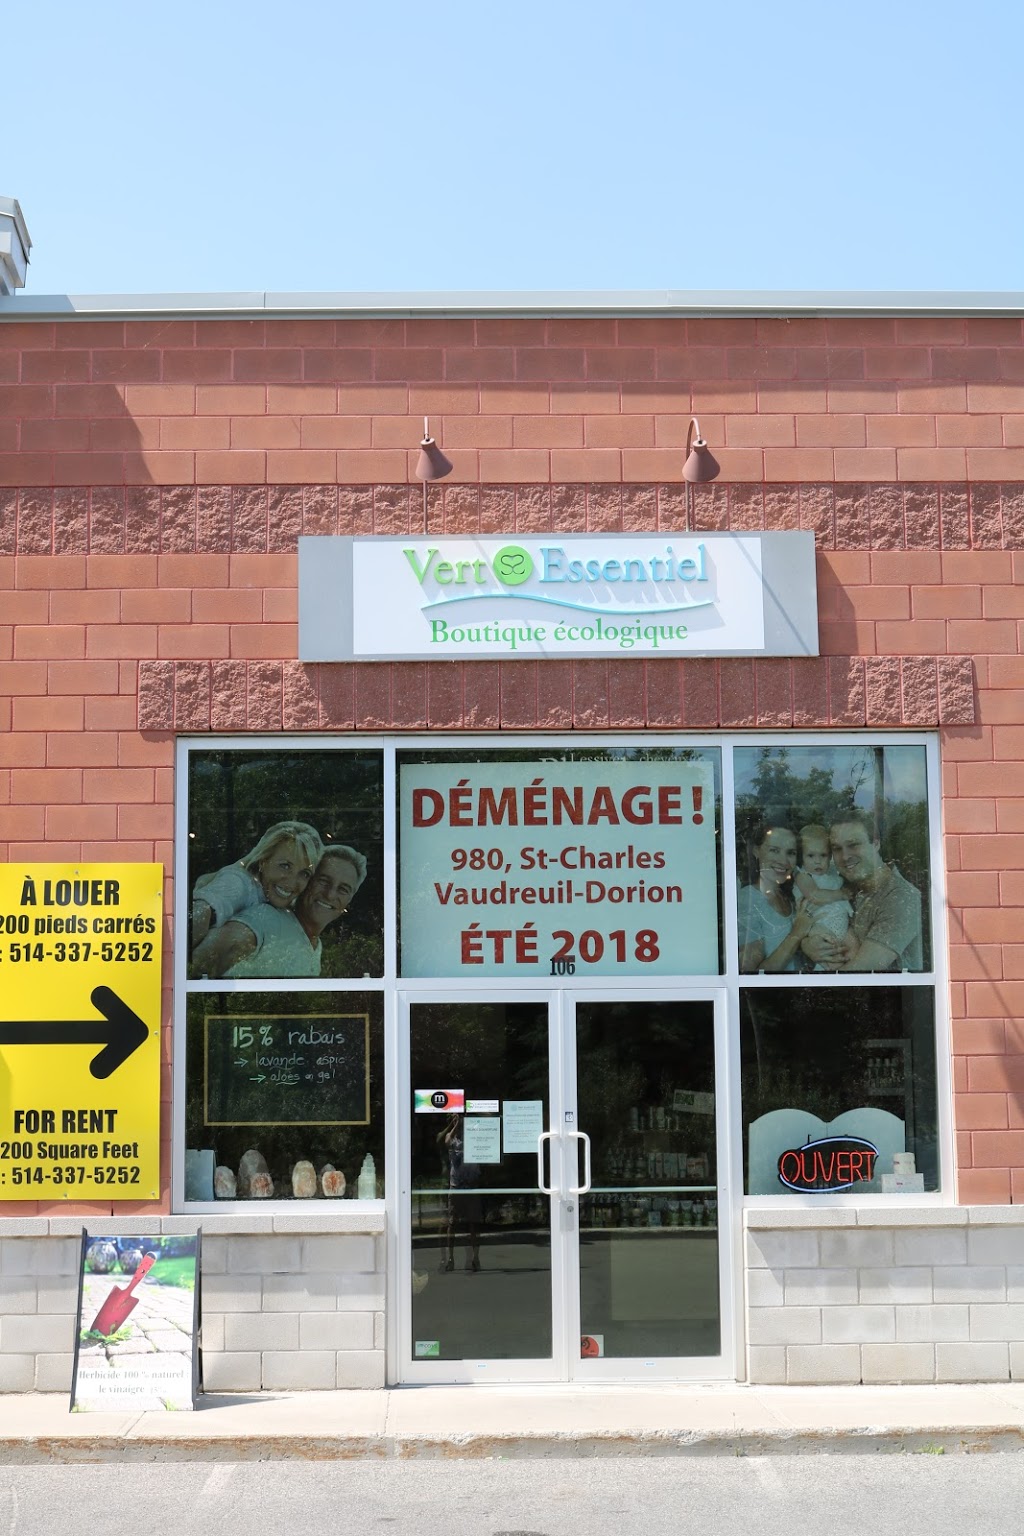 Vert Essentiel
Boutique écologique
DÉMÉNAGE!
980, St-Charles
Vaudreuil-Dorion
ÉTÉ 2018
106
À LOUER
200 pieds carrés
: 514-337-5252
FOR RENT
200 Square Feet
: 514-337-5252
15% rabais
→ lavande aspic
→ aloès en gel
m
OUVERT
Herbicide 100 % naturel :
le vinaigre